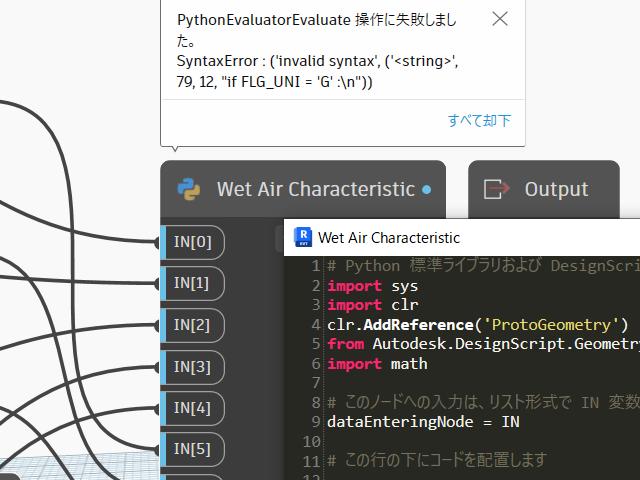 PythonEvaluatorEvaluate 操作に失敗しまし
た。
SyntaxError : ('invalid syntax', ('<string>',
79, 12, "if FLG_UNI = 'G' :\n"))
すべて却下
Wet Air Characteristic
Output
IN[0]
IN[1]
IN[2]
IN[3]
IN[4]
IN[5]
R
RVT
Wet Air Characteristic
1 # Python 標準ライブラリおよび DesignScri
2 import sys
3 import clr
4 clr.AddReference('ProtoGeometry')
5 from Autodesk.DesignScript.Geometry
6 import math
7
8 # このノードへの入力は、リスト形式で IN 変数
9 dataEnteringNode = IN
10
11 # この行の下にコードを配置します
12